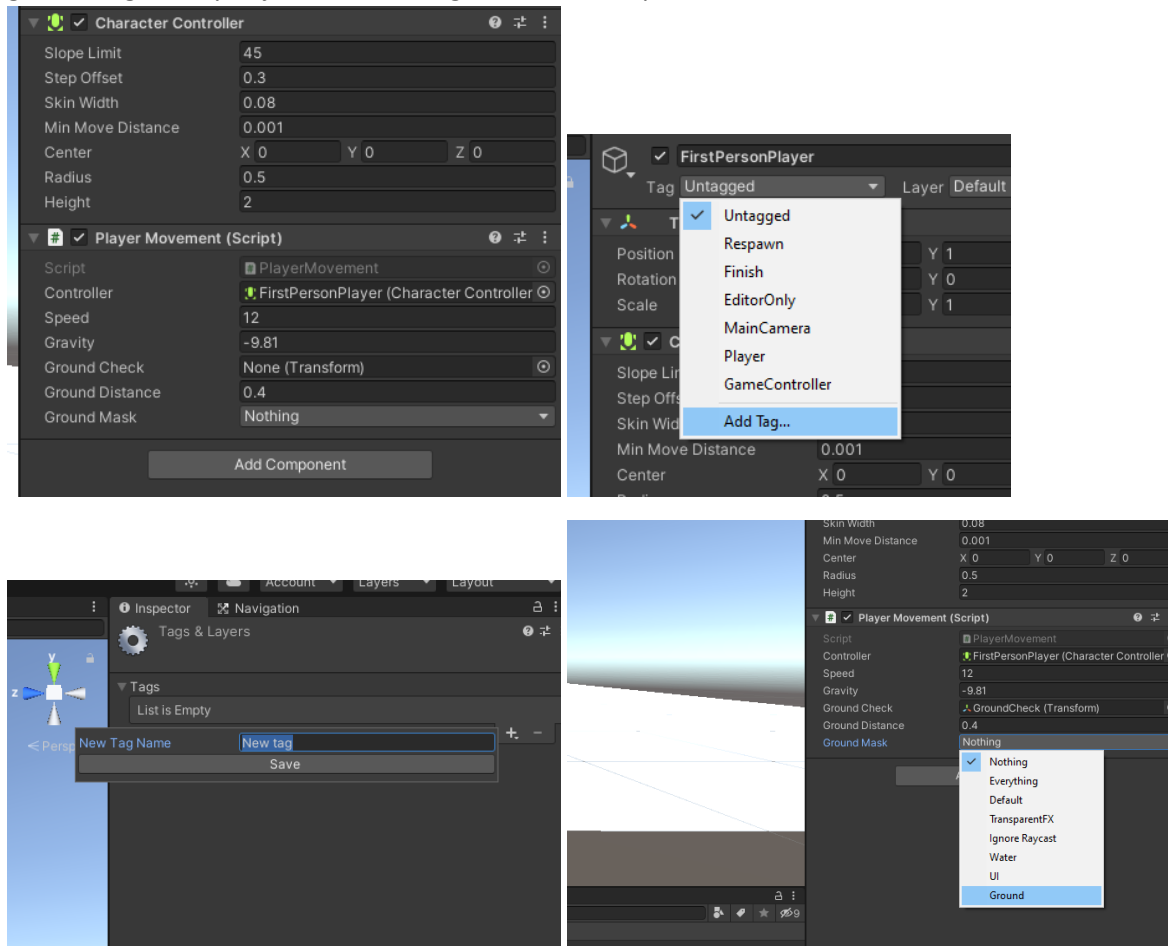 Character Controller
Slope Limit 45
Step Offset 0.3
Skin Width 0.08
Min Move Distance 0.001
Center X 0 Y 0 Z 0
Radius 0.5
Height 2
# Player Movement (Script)
Script # PlayerMovement
Controller FirstPersonPlayer (Character Controller
Speed 12
Gravity -9.81
Ground Check None (Transform)
Ground Distance 0.4
Ground Mask Nothing
Add Component
FirstPersonPlayer
Tag Untagged Layer Default
Untagged
Respawn
Position Y 1
Finish
Rotation Y 0
EditorOnly
Scale Y 1
MainCamera
Player
GameController
Add Tag...
Min Move Distance 0.001
Center X 0 Y 0
Account Layers Layout
Inspector Navigation
Tags & Layers
y
z
Tags
List is Empty
New Tag Name New tag
Save
Skin Width 0.08
Min Move Distance 0.001
Center X 0 Y 0 Z 0
Radius 0.5
Height 2
# Player Movement (Script)
Script # PlayerMovement
Controller FirstPersonPlayer (Character Controller
Speed 12
Gravity -9.81
Ground Check GroundCheck (Transform)
Ground Distance 0.4
Ground Mask Nothing
Nothing
Everything
Default
TransparentFX
Ignore Raycast
Water
UI
Ground
9